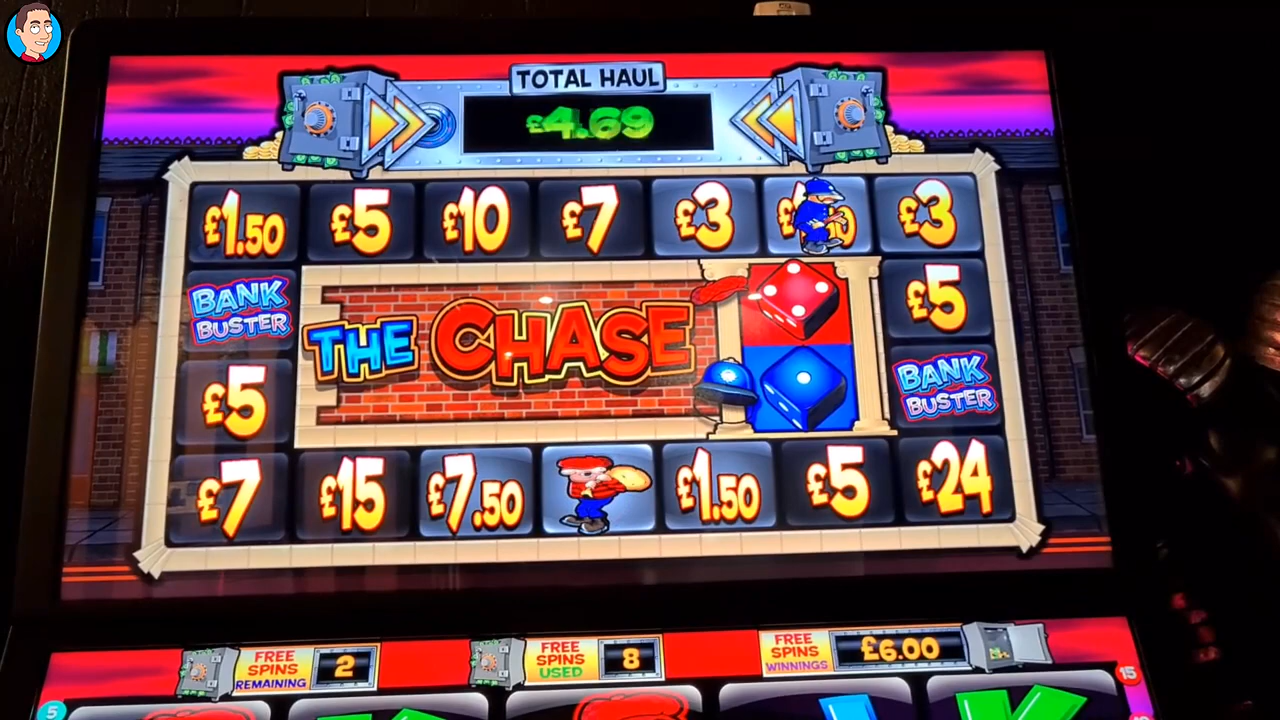 TOTAL HAUL
£4.69
£1.50 £5 £10 £7 £3 £3
BANK BUSTER
THE CHASE
£5
£5
BANK BUSTER
£7 £15 £7.50 £1.50 £5 £24
FREE SPINS REMAINING 2
FREE SPINS USED 8
FREE SPINS WINNINGS £6.00
5
15